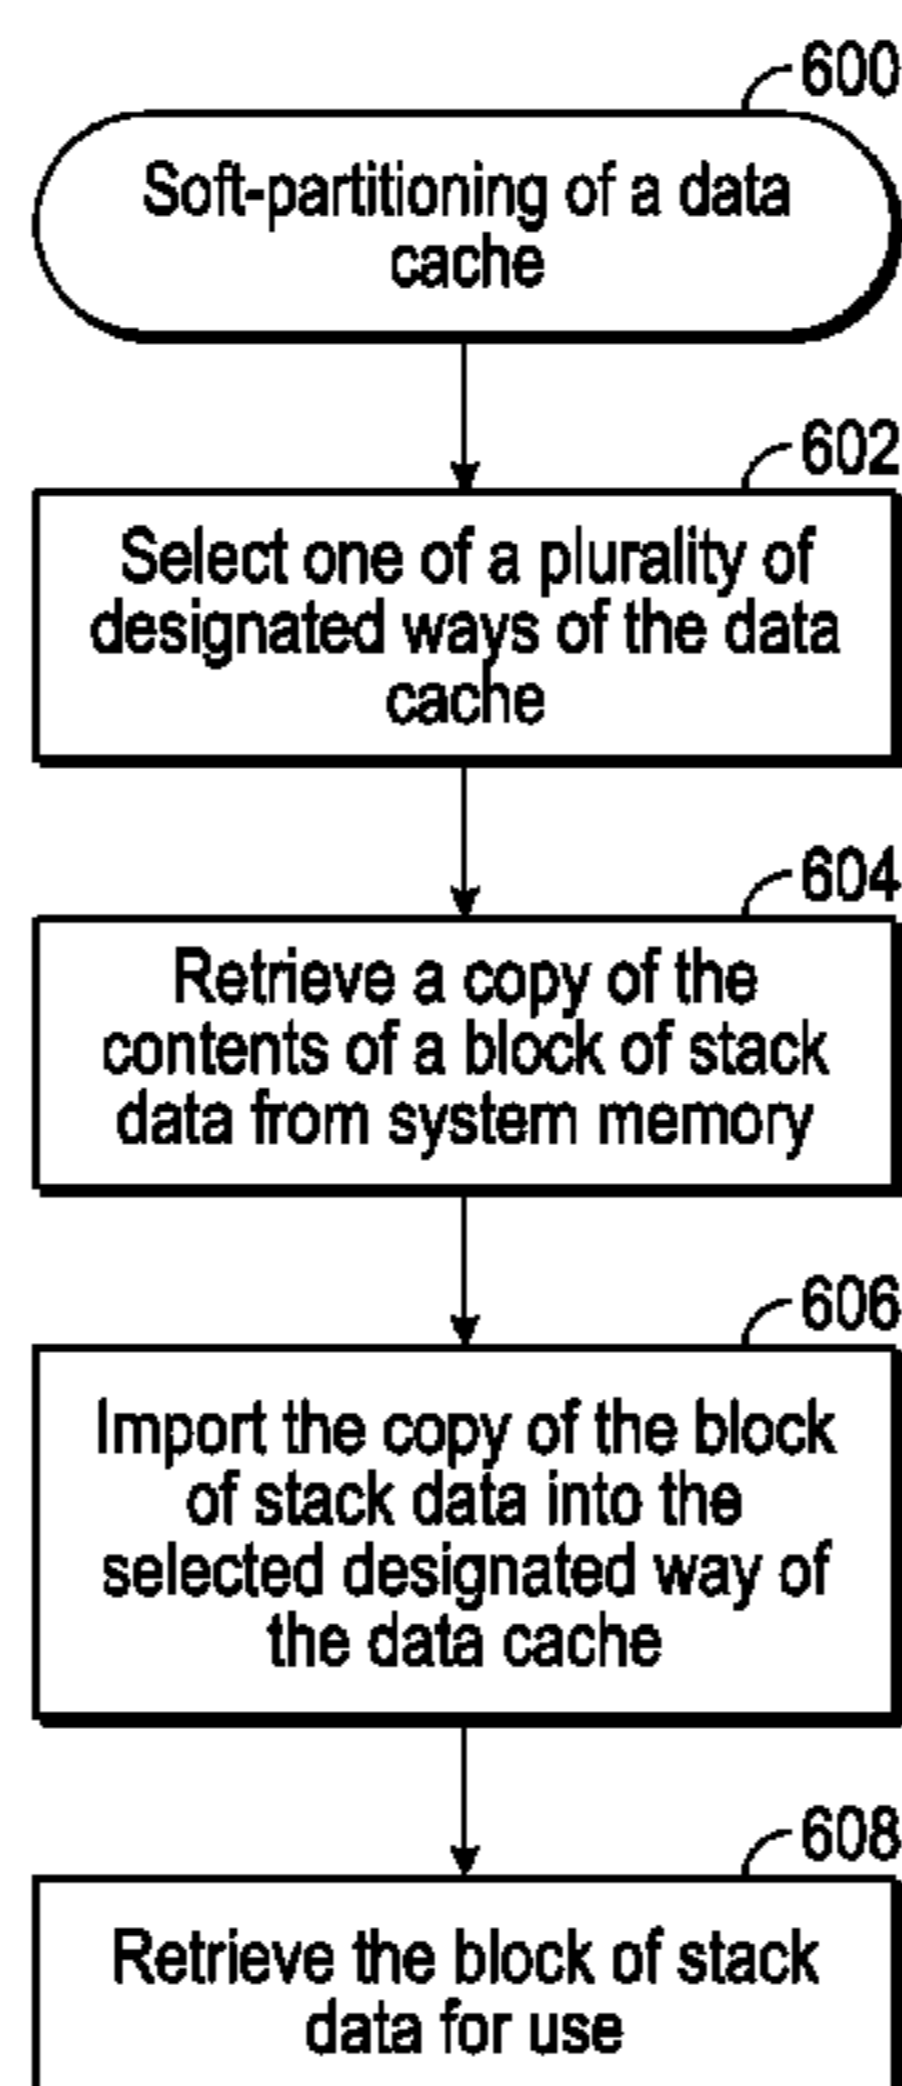 600
Soft-partitioning of a data
cache
602
Select one of a plurality of
designated ways of the data
cache
604
Retrieve a copy of the
contents of a block of stack
data from system memory
606
Import the copy of the block
of stack data into the
selected designated way of
the data cache
608
Retrieve the block of stack
data for use